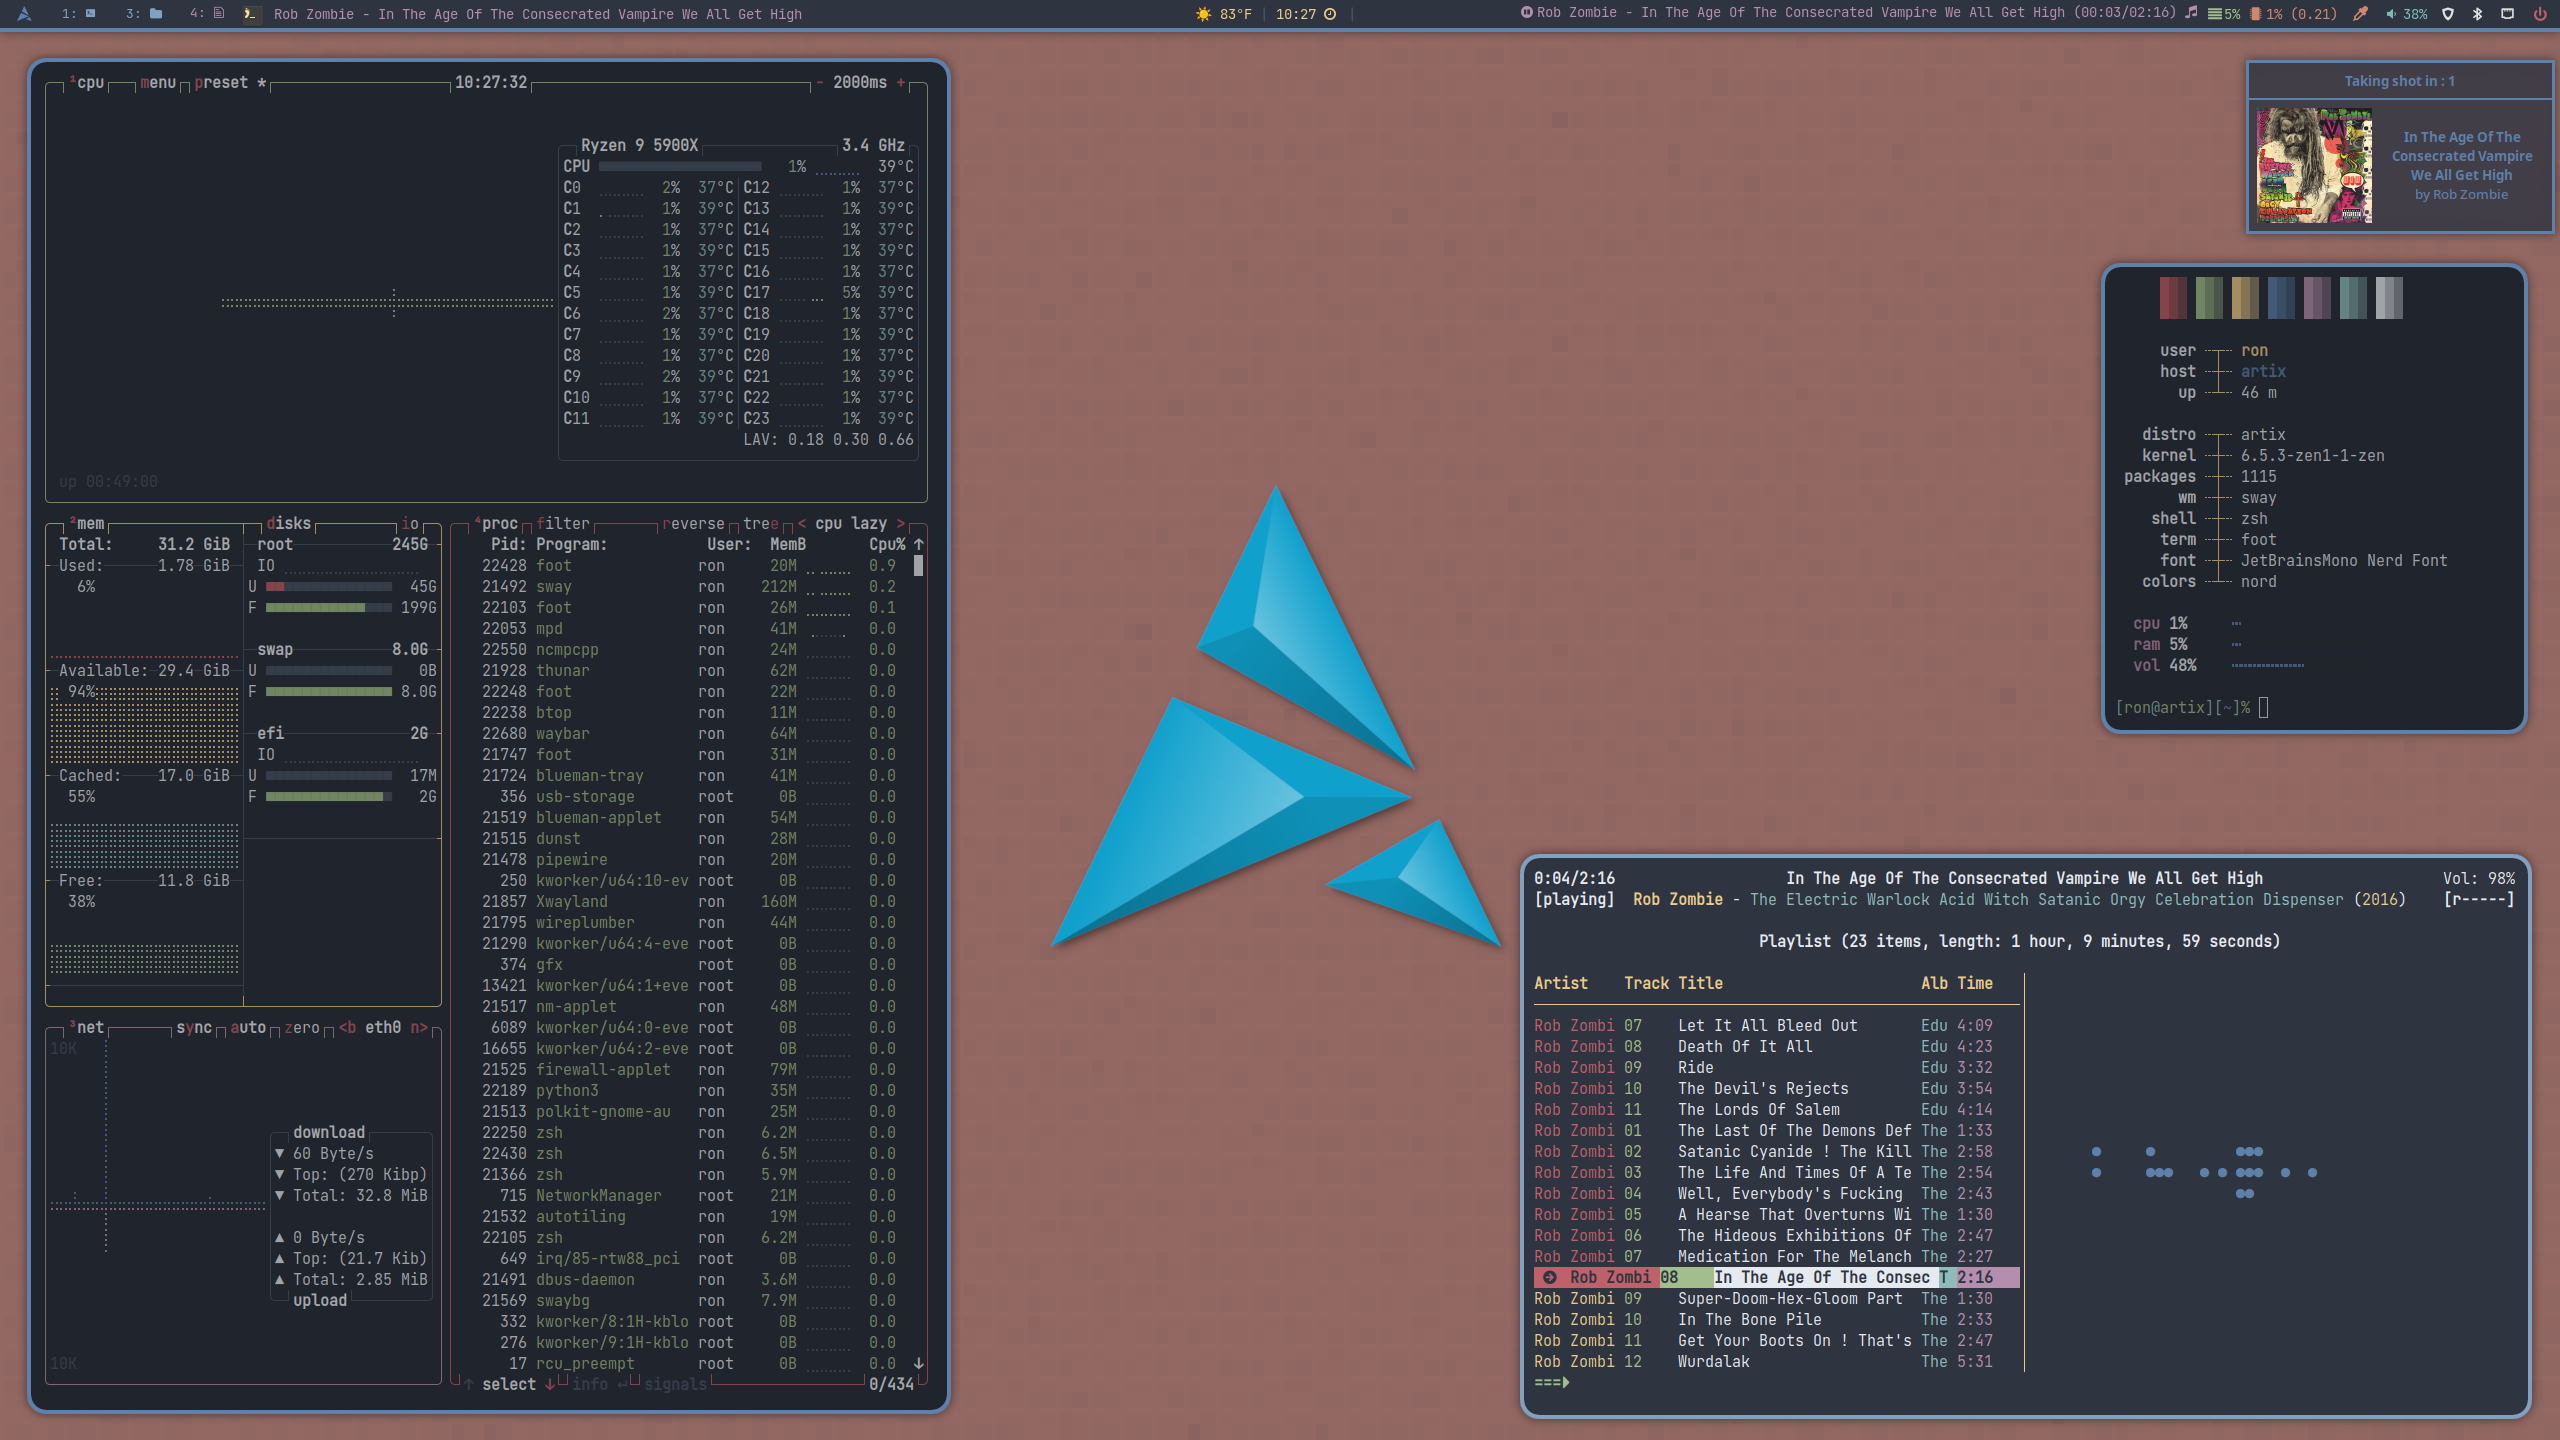 1: 3: 4: Rob Zombie - In The Age Of The Consecrated Vampire We All Get High
83°F | 10:27 |
Rob Zombie - In The Age Of The Consecrated Vampire We All Get High (00:03/02:16) 5% 1% (0.21) 38%
¹cpu menu preset * 10:27:32 - 2000ms +
Ryzen 9 5900X 3.4 GHz
CPU 1% 39°C
C0 2% 37°C C12 1% 37°C
C1 1% 39°C C13 1% 39°C
C2 1% 37°C C14 1% 37°C
C3 1% 39°C C15 1% 39°C
C4 1% 37°C C16 1% 37°C
C5 1% 39°C C17 5% 39°C
C6 2% 37°C C18 1% 37°C
C7 1% 39°C C19 1% 39°C
C8 1% 37°C C20 1% 37°C
C9 2% 39°C C21 1% 39°C
C10 1% 37°C C22 1% 37°C
C11 1% 39°C C23 1% 39°C
LAV: 0.18 0.30 0.66
up 00:49:00
²mem disks io
Total: 31.2 GiB root 245G
Used: 1.78 GiB IO
6% U 45G
F 199G
swap 8.0G
Available: 29.4 GiB U 0B
94% F 8.0G
efi 2G
IO
Cached: 17.0 GiB U 17M
55% F 2G
Free: 11.8 GiB
38%
³net sync auto zero <b eth0 n>
10K
download
▼ 60 Byte/s
▼ Top: (270 Kibp)
▼ Total: 32.8 MiB
▲ 0 Byte/s
▲ Top: (21.7 Kib)
▲ Total: 2.85 MiB
upload
10K
⁴proc filter reverse tree < cpu lazy >
Pid: Program: User: MemB Cpu% ↑
22428 foot ron 20M 0.9
21492 sway ron 212M 0.2
22103 foot ron 26M 0.1
22053 mpd ron 41M 0.0
22550 ncmpcpp ron 24M 0.0
21928 thunar ron 62M 0.0
22248 foot ron 22M 0.0
22238 btop ron 11M 0.0
22680 waybar ron 64M 0.0
21747 foot ron 31M 0.0
21724 blueman-tray ron 41M 0.0
356 usb-storage root 0B 0.0
21519 blueman-applet ron 54M 0.0
21515 dunst ron 28M 0.0
21478 pipewire ron 20M 0.0
250 kworker/u64:10-ev root 0B 0.0
21857 Xwayland ron 160M 0.0
21795 wireplumber ron 44M 0.0
21290 kworker/u64:4-eve root 0B 0.0
374 gfx root 0B 0.0
13421 kworker/u64:1+eve root 0B 0.0
21517 nm-applet ron 48M 0.0
6089 kworker/u64:0-eve root 0B 0.0
16655 kworker/u64:2-eve root 0B 0.0
21525 firewall-applet ron 79M 0.0
22189 python3 ron 35M 0.0
21513 polkit-gnome-au ron 25M 0.0
22250 zsh ron 6.2M 0.0
22430 zsh ron 6.5M 0.0
21366 zsh ron 5.9M 0.0
715 NetworkManager root 21M 0.0
21532 autotiling ron 19M 0.0
22105 zsh ron 6.2M 0.0
649 irq/85-rtw88_pci root 0B 0.0
21491 dbus-daemon ron 3.6M 0.0
21569 swaybg ron 7.9M 0.0
332 kworker/8:1H-kblo root 0B 0.0
276 kworker/9:1H-kblo root 0B 0.0
17 rcu_preempt root 0B 0.0 ↓
↑ select ↓ info ↵ signals 0/434
Taking shot in : 1
In The Age Of The
Consecrated Vampire
We All Get High
by Rob Zombie
user ron
host artix
up 46 m
distro artix
kernel 6.5.3-zen1-1-zen
packages 1115
wm sway
shell zsh
term foot
font JetBrainsMono Nerd Font
colors nord
cpu 1%
ram 5%
vol 48%
[ron@artix][~]%
0:04/2:16 In The Age Of The Consecrated Vampire We All Get High Vol: 98%
[playing] Rob Zombie - The Electric Warlock Acid Witch Satanic Orgy Celebration Dispenser (2016) [r-----]
Playlist (23 items, length: 1 hour, 9 minutes, 59 seconds)
Artist Track Title Alb Time
Rob Zombi 07 Let It All Bleed Out Edu 4:09
Rob Zombi 08 Death Of It All Edu 4:23
Rob Zombi 09 Ride Edu 3:32
Rob Zombi 10 The Devil's Rejects Edu 3:54
Rob Zombi 11 The Lords Of Salem Edu 4:14
Rob Zombi 01 The Last Of The Demons Def The 1:33
Rob Zombi 02 Satanic Cyanide ! The Kill The 2:58
Rob Zombi 03 The Life And Times Of A Te The 2:54
Rob Zombi 04 Well, Everybody's Fucking The 2:43
Rob Zombi 05 A Hearse That Overturns Wi The 1:30
Rob Zombi 06 The Hideous Exhibitions Of The 2:47
Rob Zombi 07 Medication For The Melanch The 2:27
Rob Zombi 08 In The Age Of The Consec T 2:16
Rob Zombi 09 Super-Doom-Hex-Gloom Part The 1:30
Rob Zombi 10 In The Bone Pile The 2:33
Rob Zombi 11 Get Your Boots On ! That's The 2:47
Rob Zombi 12 Wurdalak The 5:31